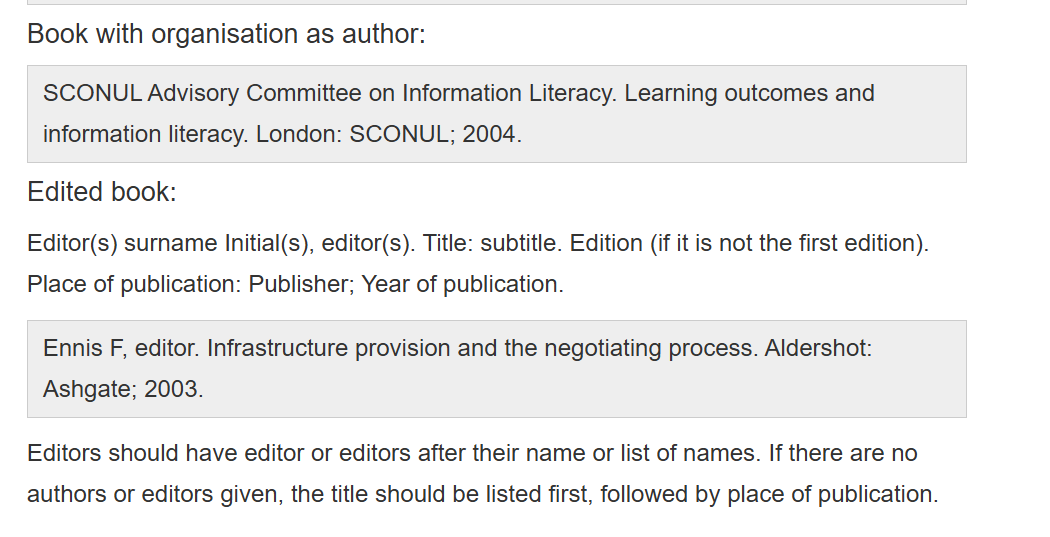 Book with organisation as author:
SCONUL Advisory Committee on Information Literacy. Learning outcomes and
information literacy. London: SCONUL; 2004.
Edited book:
Editor(s) surname Initial(s), editor(s). Title: subtitle. Edition (if it is not the first edition).
Place of publication: Publisher; Year of publication.
Ennis F, editor. Infrastructure provision and the negotiating process. Aldershot:
Ashgate; 2003.
Editors should have editor or editors after their name or list of names. If there are no
authors or editors given, the title should be listed first, followed by place of publication.